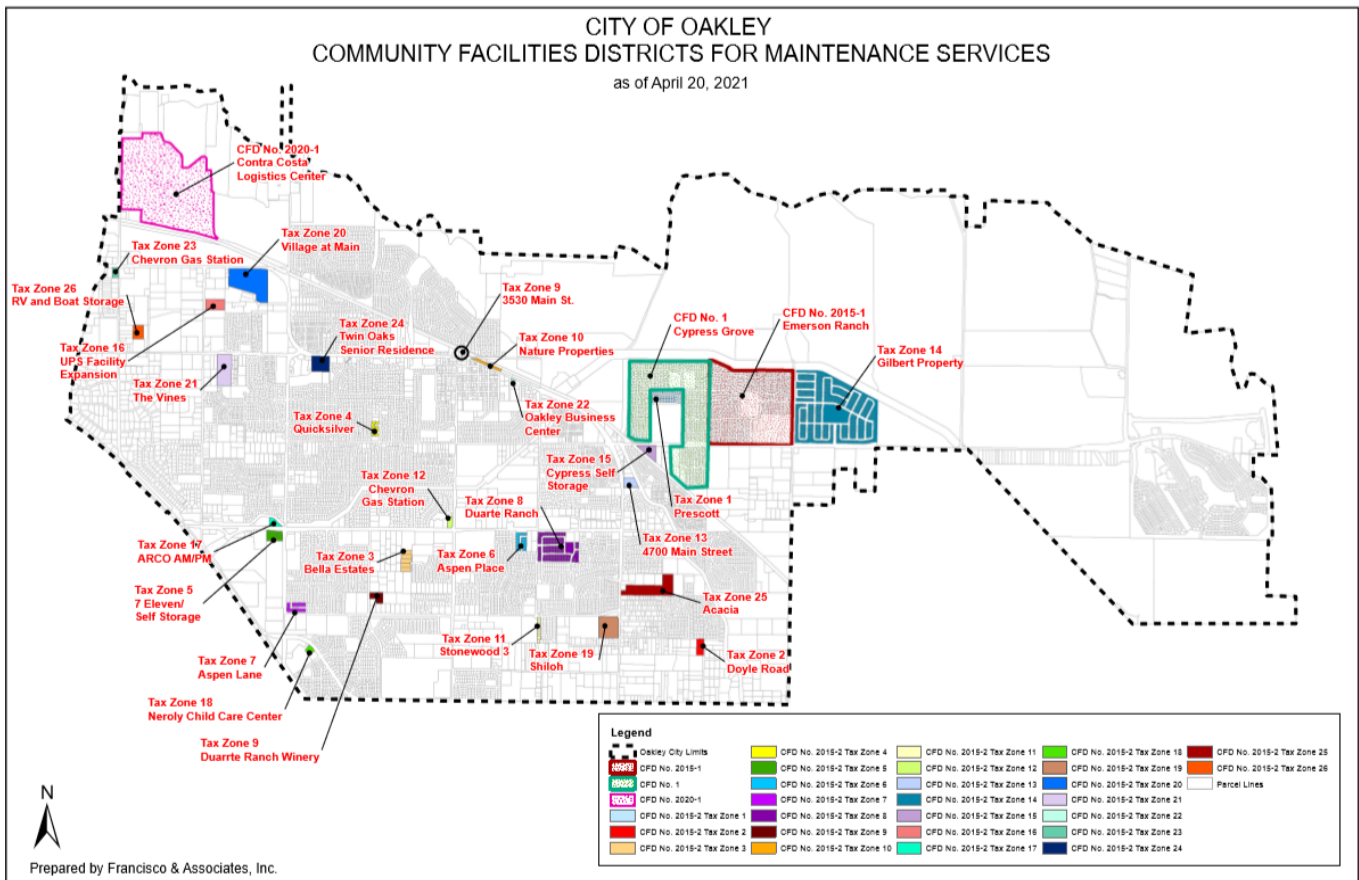 CITY OF OAKLEY
COMMUNITY FACILITIES DISTRICTS FOR MAINTENANCE SERVICES
as of April 20, 2021
CFD No. 2020-1
Contra Costa
Logistics Center
Tax Zone 20
Village at Main
Tax Zone 23
Chevron Gas Station
Tax Zone 26
RV and Boat Storage
Tax Zone 16
UPS Facility
Expansion
Tax Zone 24
Twin Oaks
Senior Residence
Tax Zone 9
3530 Main St.
Tax Zone 10
Nature Properties
CFD No. 1
Cypress Grove
CFD No. 2015-1
Emerson Ranch
Tax Zone 14
Gilbert Property
Tax Zone 21
The Vines
Tax Zone 4
Quicksilver
Tax Zone 22
Oakley Business
Center
Tax Zone 15
Cypress Self
Storage
Tax Zone 12
Chevron
Gas Station
Tax Zone 8
Duarte Ranch
Tax Zone 1
Prescott
Tax Zone 13
4700 Main Street
Tax Zone 17
ARCO AM/PM
Tax Zone 3
Bella Estates
Tax Zone 6
Aspen Place
Tax Zone 5
7 Eleven/
Self Storage
Tax Zone 25
Acacia
Tax Zone 11
Stonewood 3
Tax Zone 19
Shiloh
Tax Zone 2
Doyle Road
Tax Zone 7
Aspen Lane
Tax Zone 18
Neroly Child Care Center
Tax Zone 9
Duarrte Ranch Winery
Legend
Oakley City Limits
CFD No. 2015-1
CFD No. 1
CFD No. 2020-1
CFD No. 2015-2 Tax Zone 1
CFD No. 2015-2 Tax Zone 2
CFD No. 2015-2 Tax Zone 3
CFD No. 2015-2 Tax Zone 4
CFD No. 2015-2 Tax Zone 5
CFD No. 2015-2 Tax Zone 6
CFD No. 2015-2 Tax Zone 7
CFD No. 2015-2 Tax Zone 8
CFD No. 2015-2 Tax Zone 9
CFD No. 2015-2 Tax Zone 10
CFD No. 2015-2 Tax Zone 11
CFD No. 2015-2 Tax Zone 12
CFD No. 2015-2 Tax Zone 13
CFD No. 2015-2 Tax Zone 14
CFD No. 2015-2 Tax Zone 15
CFD No. 2015-2 Tax Zone 16
CFD No. 2015-2 Tax Zone 17
CFD No. 2015-2 Tax Zone 18
CFD No. 2015-2 Tax Zone 19
CFD No. 2015-2 Tax Zone 20
CFD No. 2015-2 Tax Zone 21
CFD No. 2015-2 Tax Zone 22
CFD No. 2015-2 Tax Zone 23
CFD No. 2015-2 Tax Zone 24
CFD No. 2015-2 Tax Zone 25
CFD No. 2015-2 Tax Zone 26
Parcel Lines
N
Prepared by Francisco & Associates, Inc.